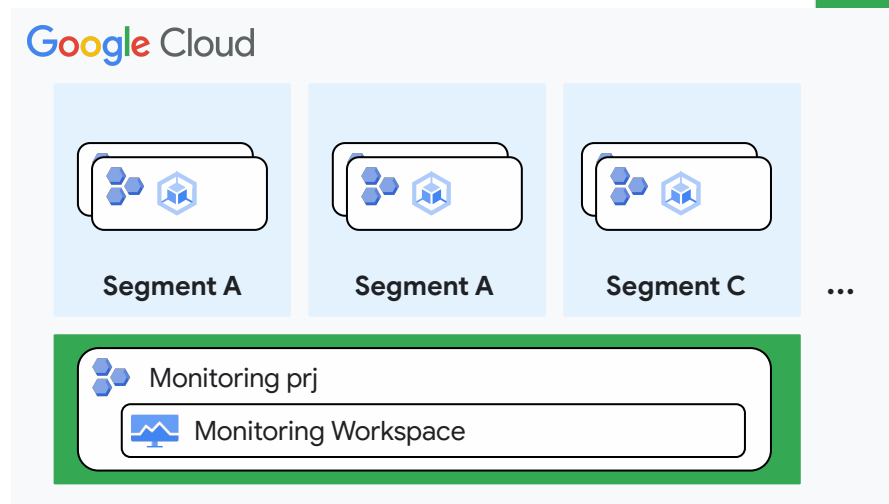 Google Cloud
Segment A
Segment A
Segment C
...
Monitoring prj
Monitoring Workspace